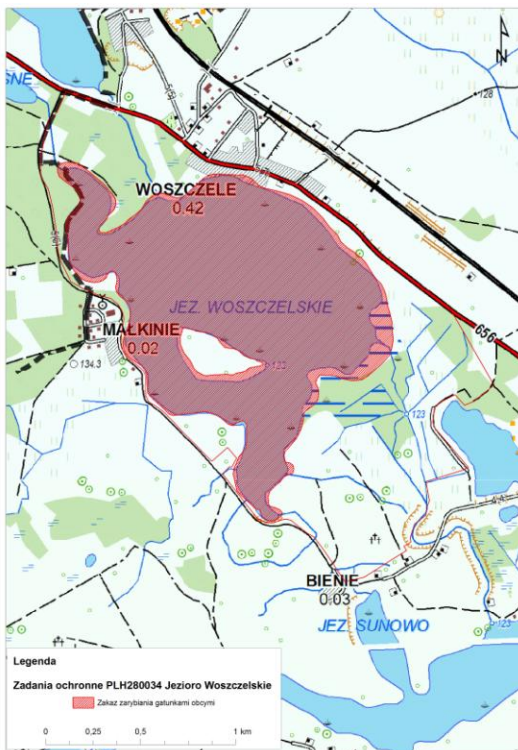 SNE
128
WOSZCZELE
0.42
JEZ. WOSZCZELSKIE
MAŁKINIE
0.02
656
134.3
123
123
BIENIE
0.03
JEZ SUNOWO
123
Legenda
Zadania ochronne PLH280034 Jezioro Woszczelskie
Zakaz zarybiania gatunkami obcymi
0 0,25 0,5 1 km